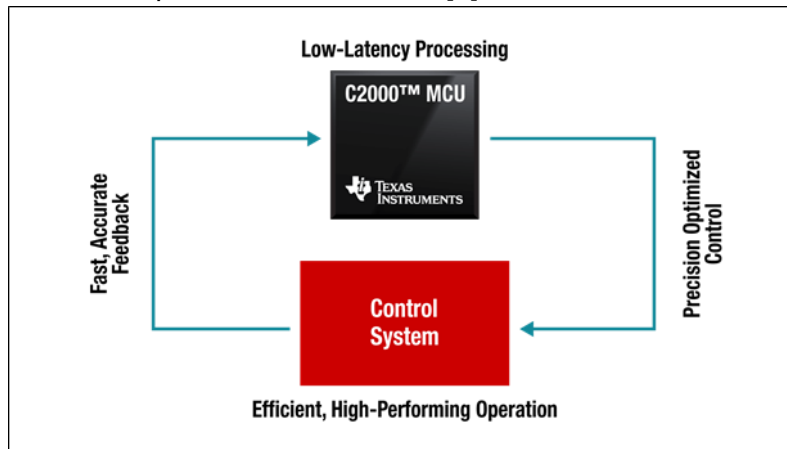 Low-Latency Processing
C2000™ MCU
TEXAS
INSTRUMENTS
Fast, Accurate
Feedback
Precision Optimized
Control
Control
System
Efficient, High-Performing Operation